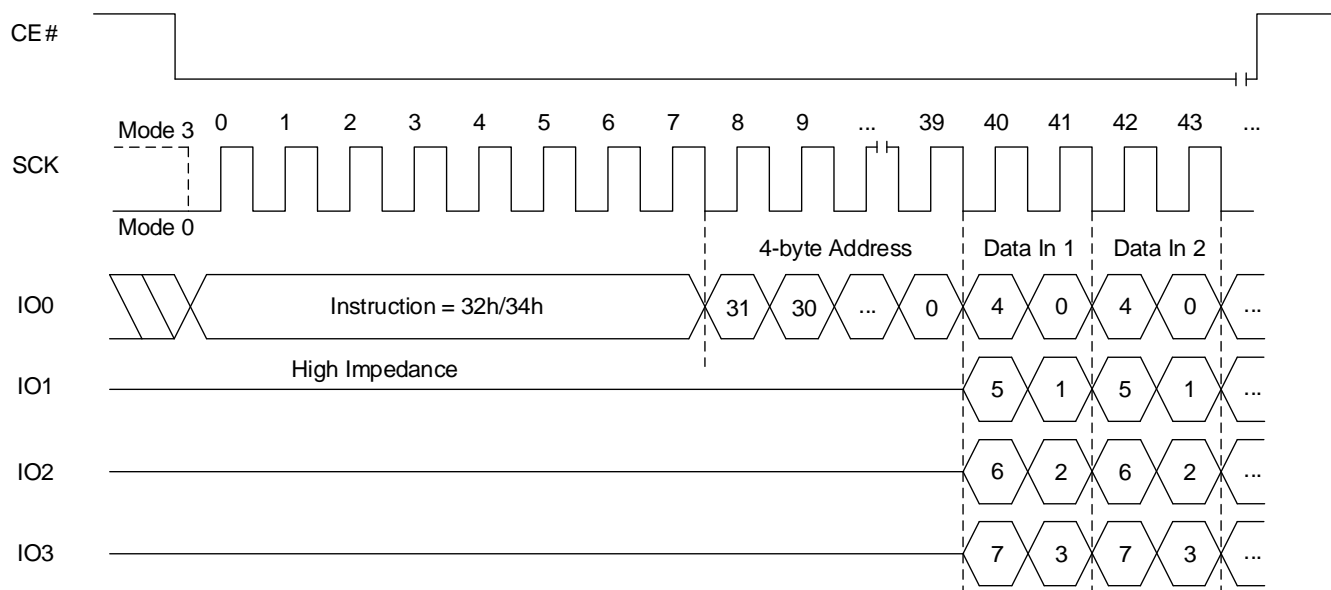 CE#
Mode 3 0 1 2 3 4 5 6 7 8 9 ... 39 40 41 42 43 ...
SCK
Mode 0
4-byte Address Data In 1 Data In 2
IO0 Instruction = 32h/34h 31 30 ... 0 4 0 4 0 ...
High Impedance
IO1 5 1 5 1 ...
IO2 6 2 6 2 ...
IO3 7 3 7 3 ...